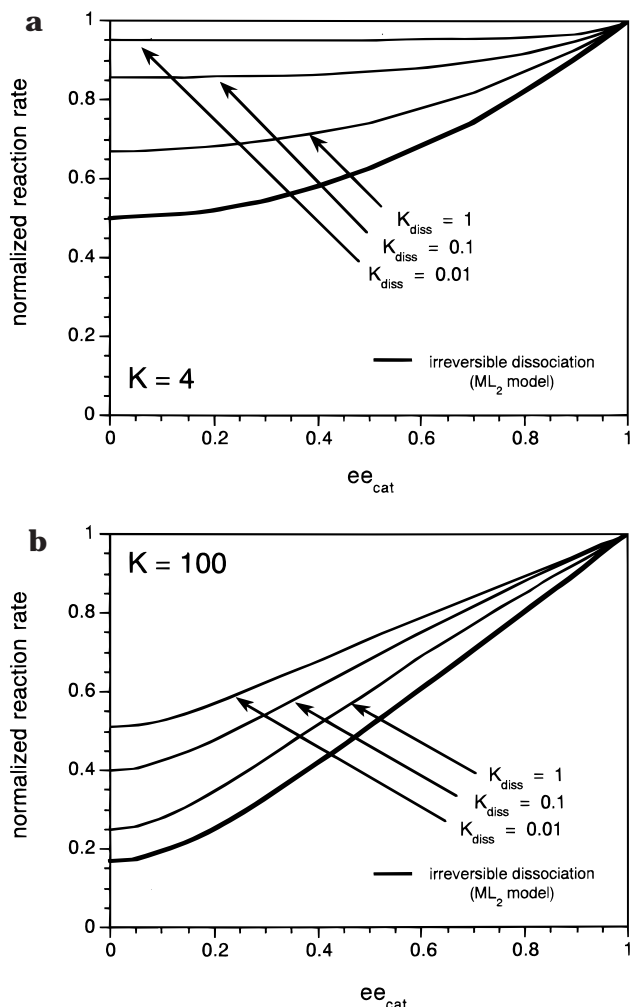 a
1
0.8
0.6
0.4
0.2
0
normalized reaction rate
K_diss = 1
K_diss = 0.1
K_diss = 0.01
irreversible dissociation
(ML₂ model)
K = 4
0 0.2 0.4 0.6 0.8 1
ee_cat
b
1
0.8
0.6
0.4
0.2
0
normalized reaction rate
K = 100
K_diss = 1
K_diss = 0.1
K_diss = 0.01
irreversible dissociation
(ML₂ model)
0 0.2 0.4 0.6 0.8 1
ee_cat